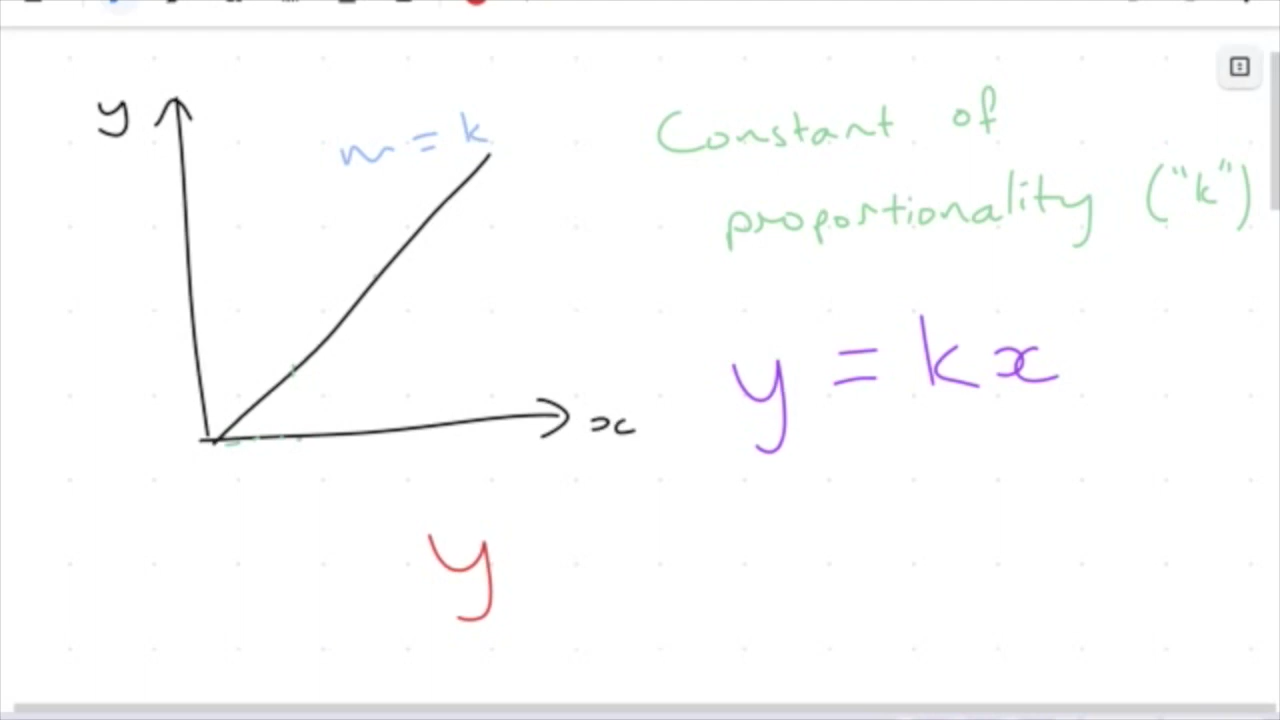 y
m = k
x
Constant of
proportionality ("k")
y = kx
y